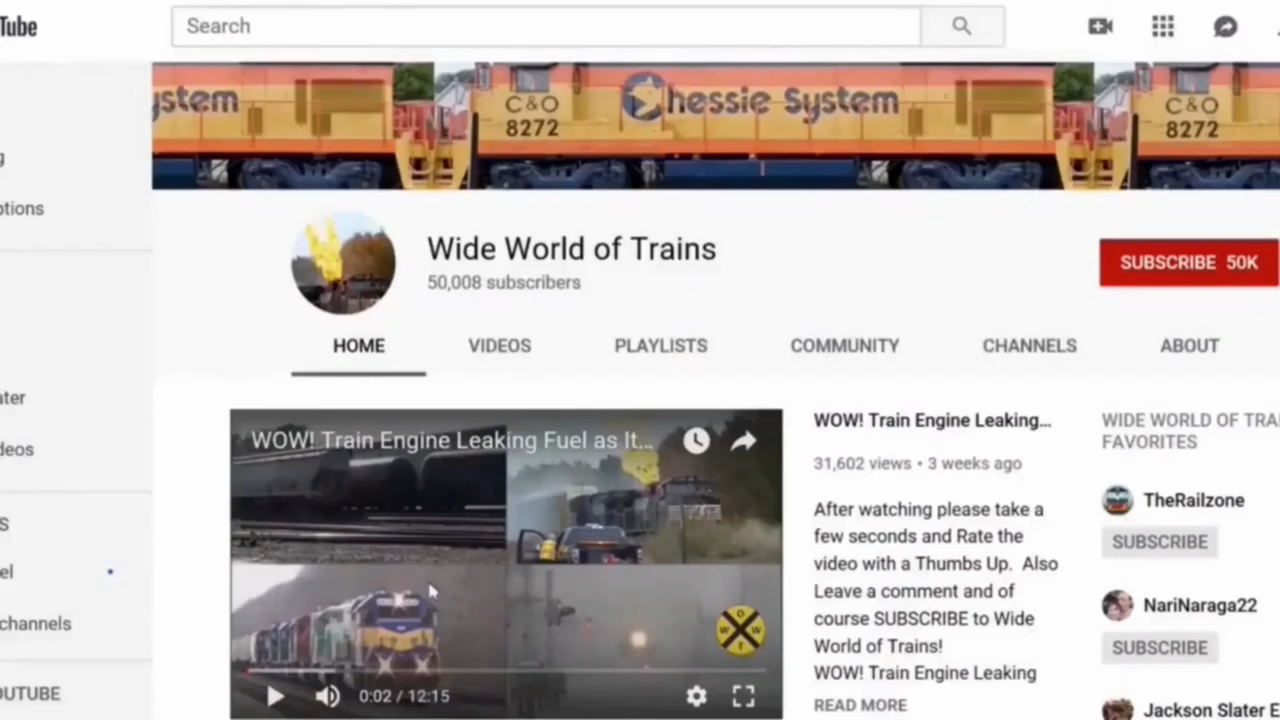 Tube
Search
ystem
C&O
8272
Chessie System
C&O
8272
g
otions
Wide World of Trains
50,008 subscribers
SUBSCRIBE 50K
HOME
VIDEOS
PLAYLISTS
COMMUNITY
CHANNELS
ABOUT
ater
deos
S
el
channels
OUTUBE
WOW! Train Engine Leaking Fuel as It...
0:02 / 12:15
WOW! Train Engine Leaking...
31,602 views • 3 weeks ago
After watching please take a
few seconds and Rate the
video with a Thumbs Up. Also
Leave a comment and of
course SUBSCRIBE to Wide
World of Trains!
WOW! Train Engine Leaking
READ MORE
WIDE WORLD OF TRAI
FAVORITES
TheRailzone
SUBSCRIBE
NariNaraga22
SUBSCRIBE
Jackson Slater E